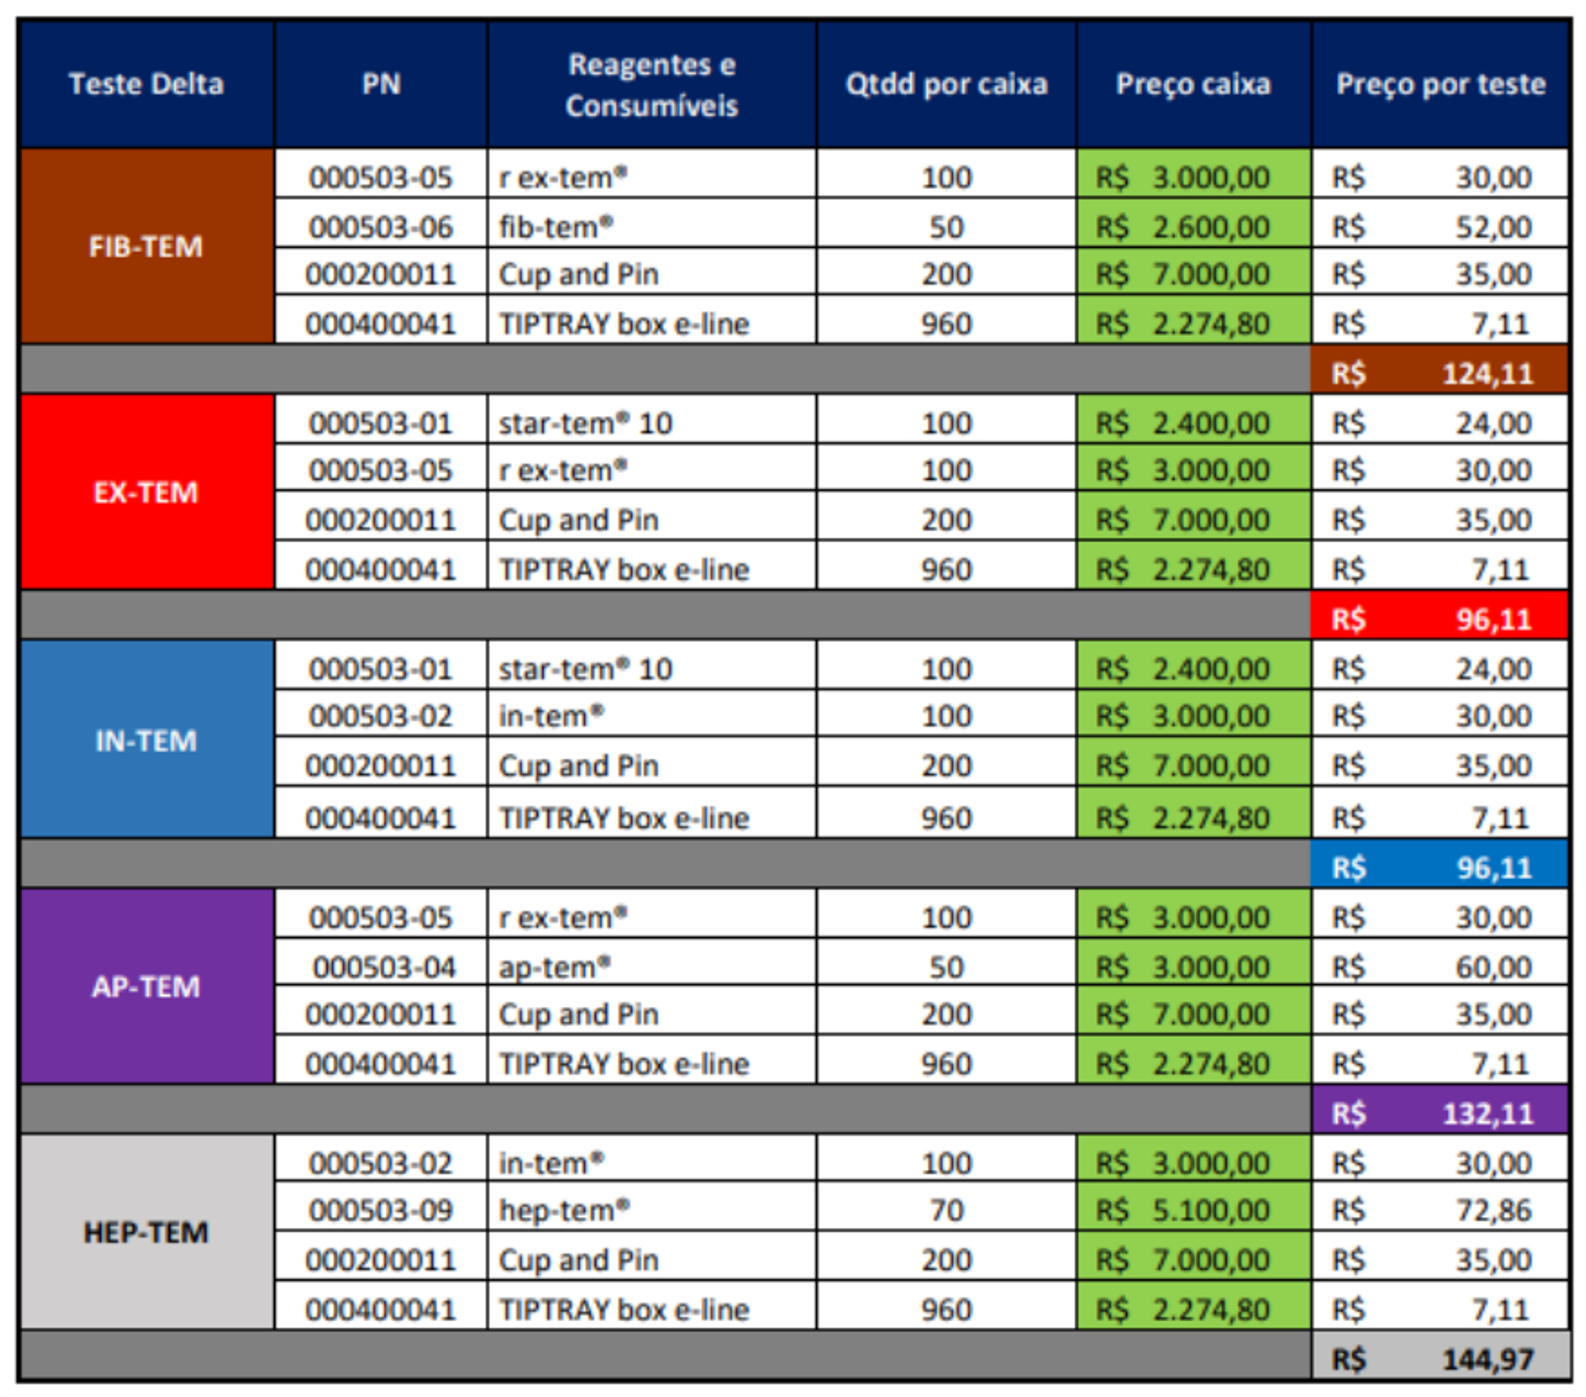 Teste Delta PN Reagentes e Consumíveis Qtdd por caixa Preço caixa Preço por teste
FIB-TEM
000503-05 r ex-tem® 100 R$ 3.000,00 R$ 30,00
000503-06 fib-tem® 50 R$ 2.600,00 R$ 52,00
000200011 Cup and Pin 200 R$ 7.000,00 R$ 35,00
000400041 TIPTRAY box e-line 960 R$ 2.274,80 R$ 7,11
R$ 124,11
EX-TEM
000503-01 star-tem® 10 100 R$ 2.400,00 R$ 24,00
000503-05 r ex-tem® 100 R$ 3.000,00 R$ 30,00
000200011 Cup and Pin 200 R$ 7.000,00 R$ 35,00
000400041 TIPTRAY box e-line 960 R$ 2.274,80 R$ 7,11
R$ 96,11
IN-TEM
000503-01 star-tem® 10 100 R$ 2.400,00 R$ 24,00
000503-02 in-tem® 100 R$ 3.000,00 R$ 30,00
000200011 Cup and Pin 200 R$ 7.000,00 R$ 35,00
000400041 TIPTRAY box e-line 960 R$ 2.274,80 R$ 7,11
R$ 96,11
AP-TEM
000503-05 r ex-tem® 100 R$ 3.000,00 R$ 30,00
000503-04 ap-tem® 50 R$ 3.000,00 R$ 60,00
000200011 Cup and Pin 200 R$ 7.000,00 R$ 35,00
000400041 TIPTRAY box e-line 960 R$ 2.274,80 R$ 7,11
R$ 132,11
HEP-TEM
000503-02 in-tem® 100 R$ 3.000,00 R$ 30,00
000503-09 hep-tem® 70 R$ 5.100,00 R$ 72,86
000200011 Cup and Pin 200 R$ 7.000,00 R$ 35,00
000400041 TIPTRAY box e-line 960 R$ 2.274,80 R$ 7,11
R$ 144,97